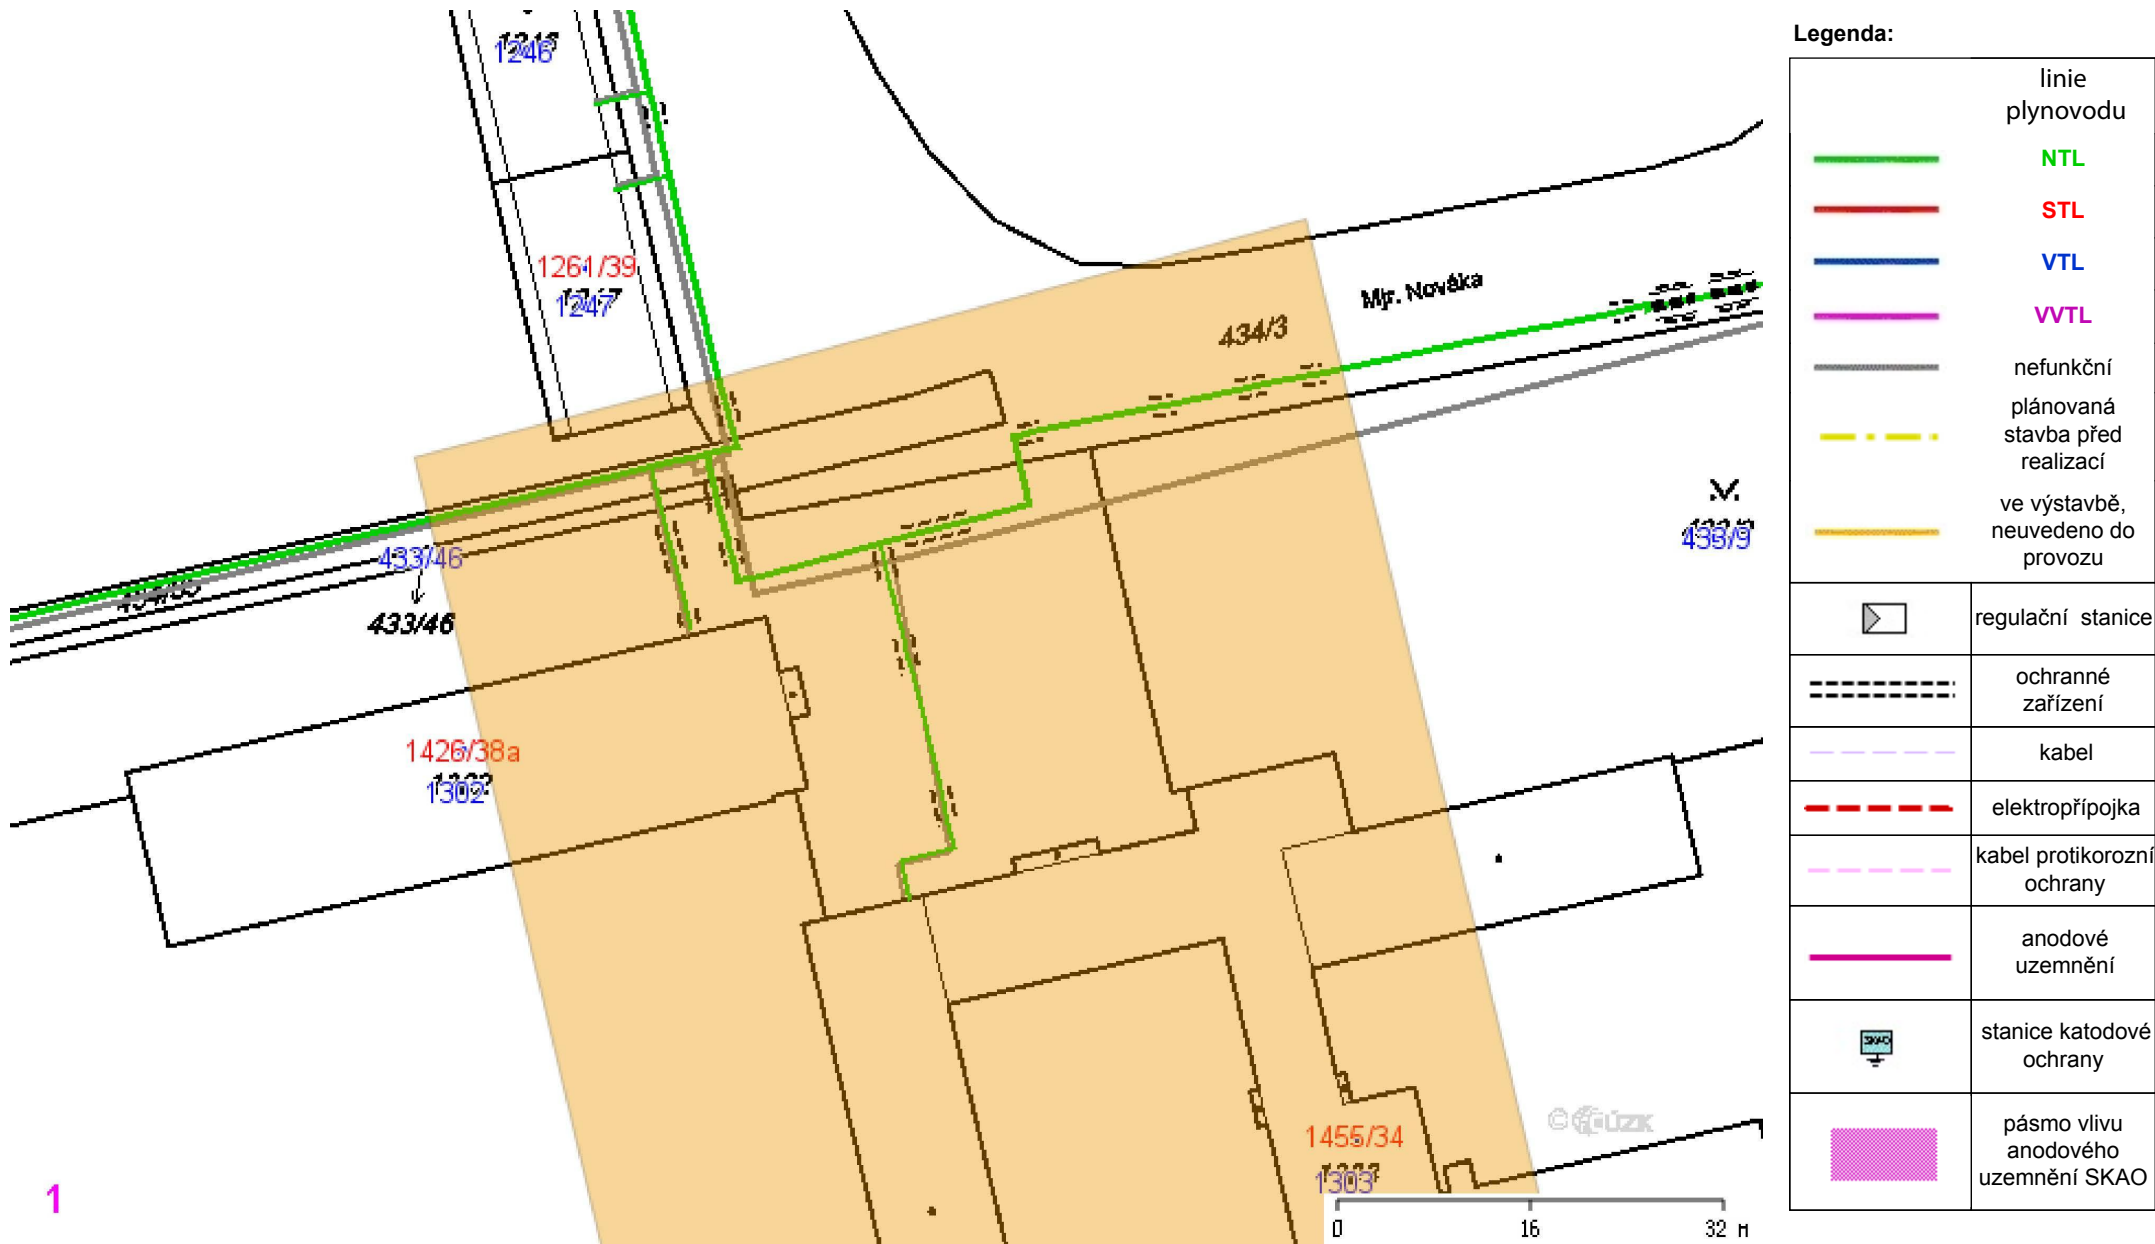 1246
1261/39
1247
Mjr. Nováka
434/3
433/46
433/46
433/9
1426/38a
1302
1455/34
1303
1
0 16 32 M
Legenda:
linie
plynovodu
NTL
STL
VTL
VVTL
nefunkční
plánovaná
stavba před
realizací
ve výstavbě,
neuvedeno do
provozu
regulační stanice
ochranné
zařízení
kabel
elektropřípojka
kabel protikorozní
ochrany
anodové
uzemnění
SKAO
stanice katodové
ochrany
pásmo vlivu
anodového
uzemnění SKAO